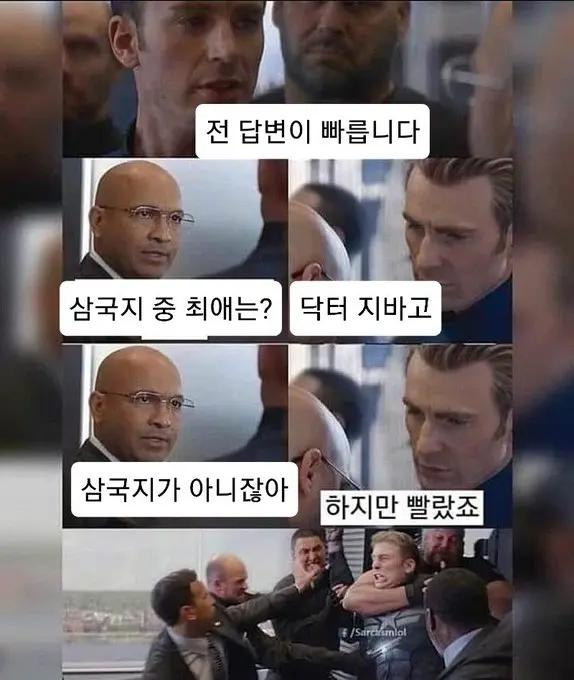 전 답변이 빠릅니다
삼국지 중 최애는?
닥터 지바고
삼국지가 아니잖아
하지만 빨랐죠
f /Sarcasmlol